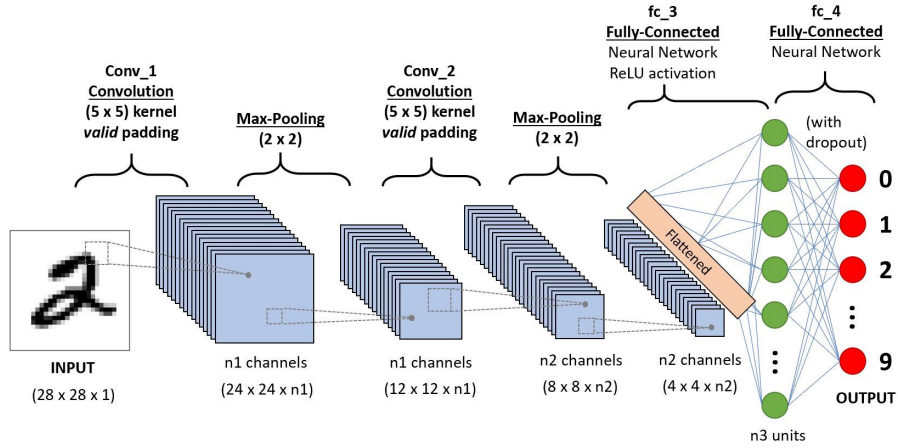 fc_3
Fully-Connected
Neural Network
ReLU activation
fc_4
Fully-Connected
Neural Network
Conv_1
Convolution
(5 x 5) kernel
valid padding
Max-Pooling
(2 x 2)
Conv_2
Convolution
(5 x 5) kernel
valid padding
Max-Pooling
(2 x 2)
(with
dropout)
Flattened
0
1
2
9
INPUT
(28 x 28 x 1)
n1 channels
(24 x 24 x n1)
n1 channels
(12 x 12 x n1)
n2 channels
(8 x 8 x n2)
n2 channels
(4 x 4 x n2)
OUTPUT
n3 units
2